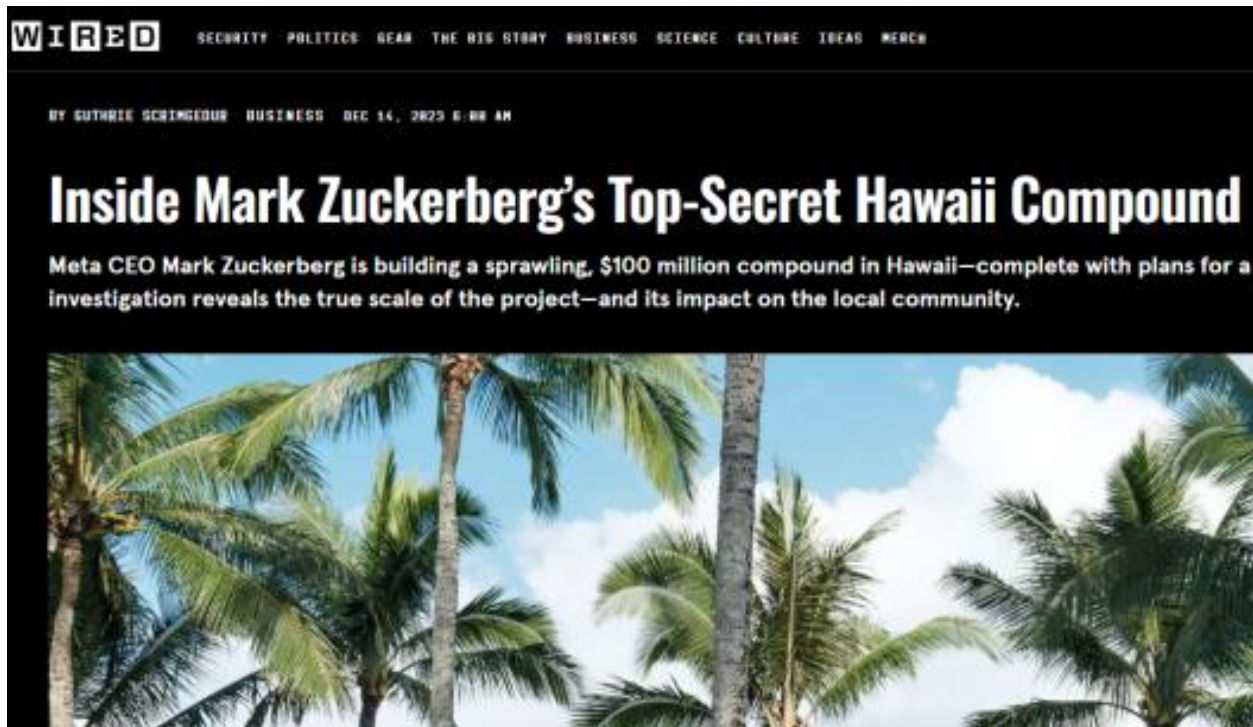 WIRED SECURITY POLITICS GEAR THE BIG STORY BUSINESS SCIENCE CULTURE IDEAS MERCH
BY GUTHRIE SCRIMGEOUR BUSINESS DEC 14, 2023 6:00 AM
Inside Mark Zuckerberg’s Top-Secret Hawaii Compound
Meta CEO Mark Zuckerberg is building a sprawling, $100 million compound in Hawaii—complete with plans for a
investigation reveals the true scale of the project—and its impact on the local community.